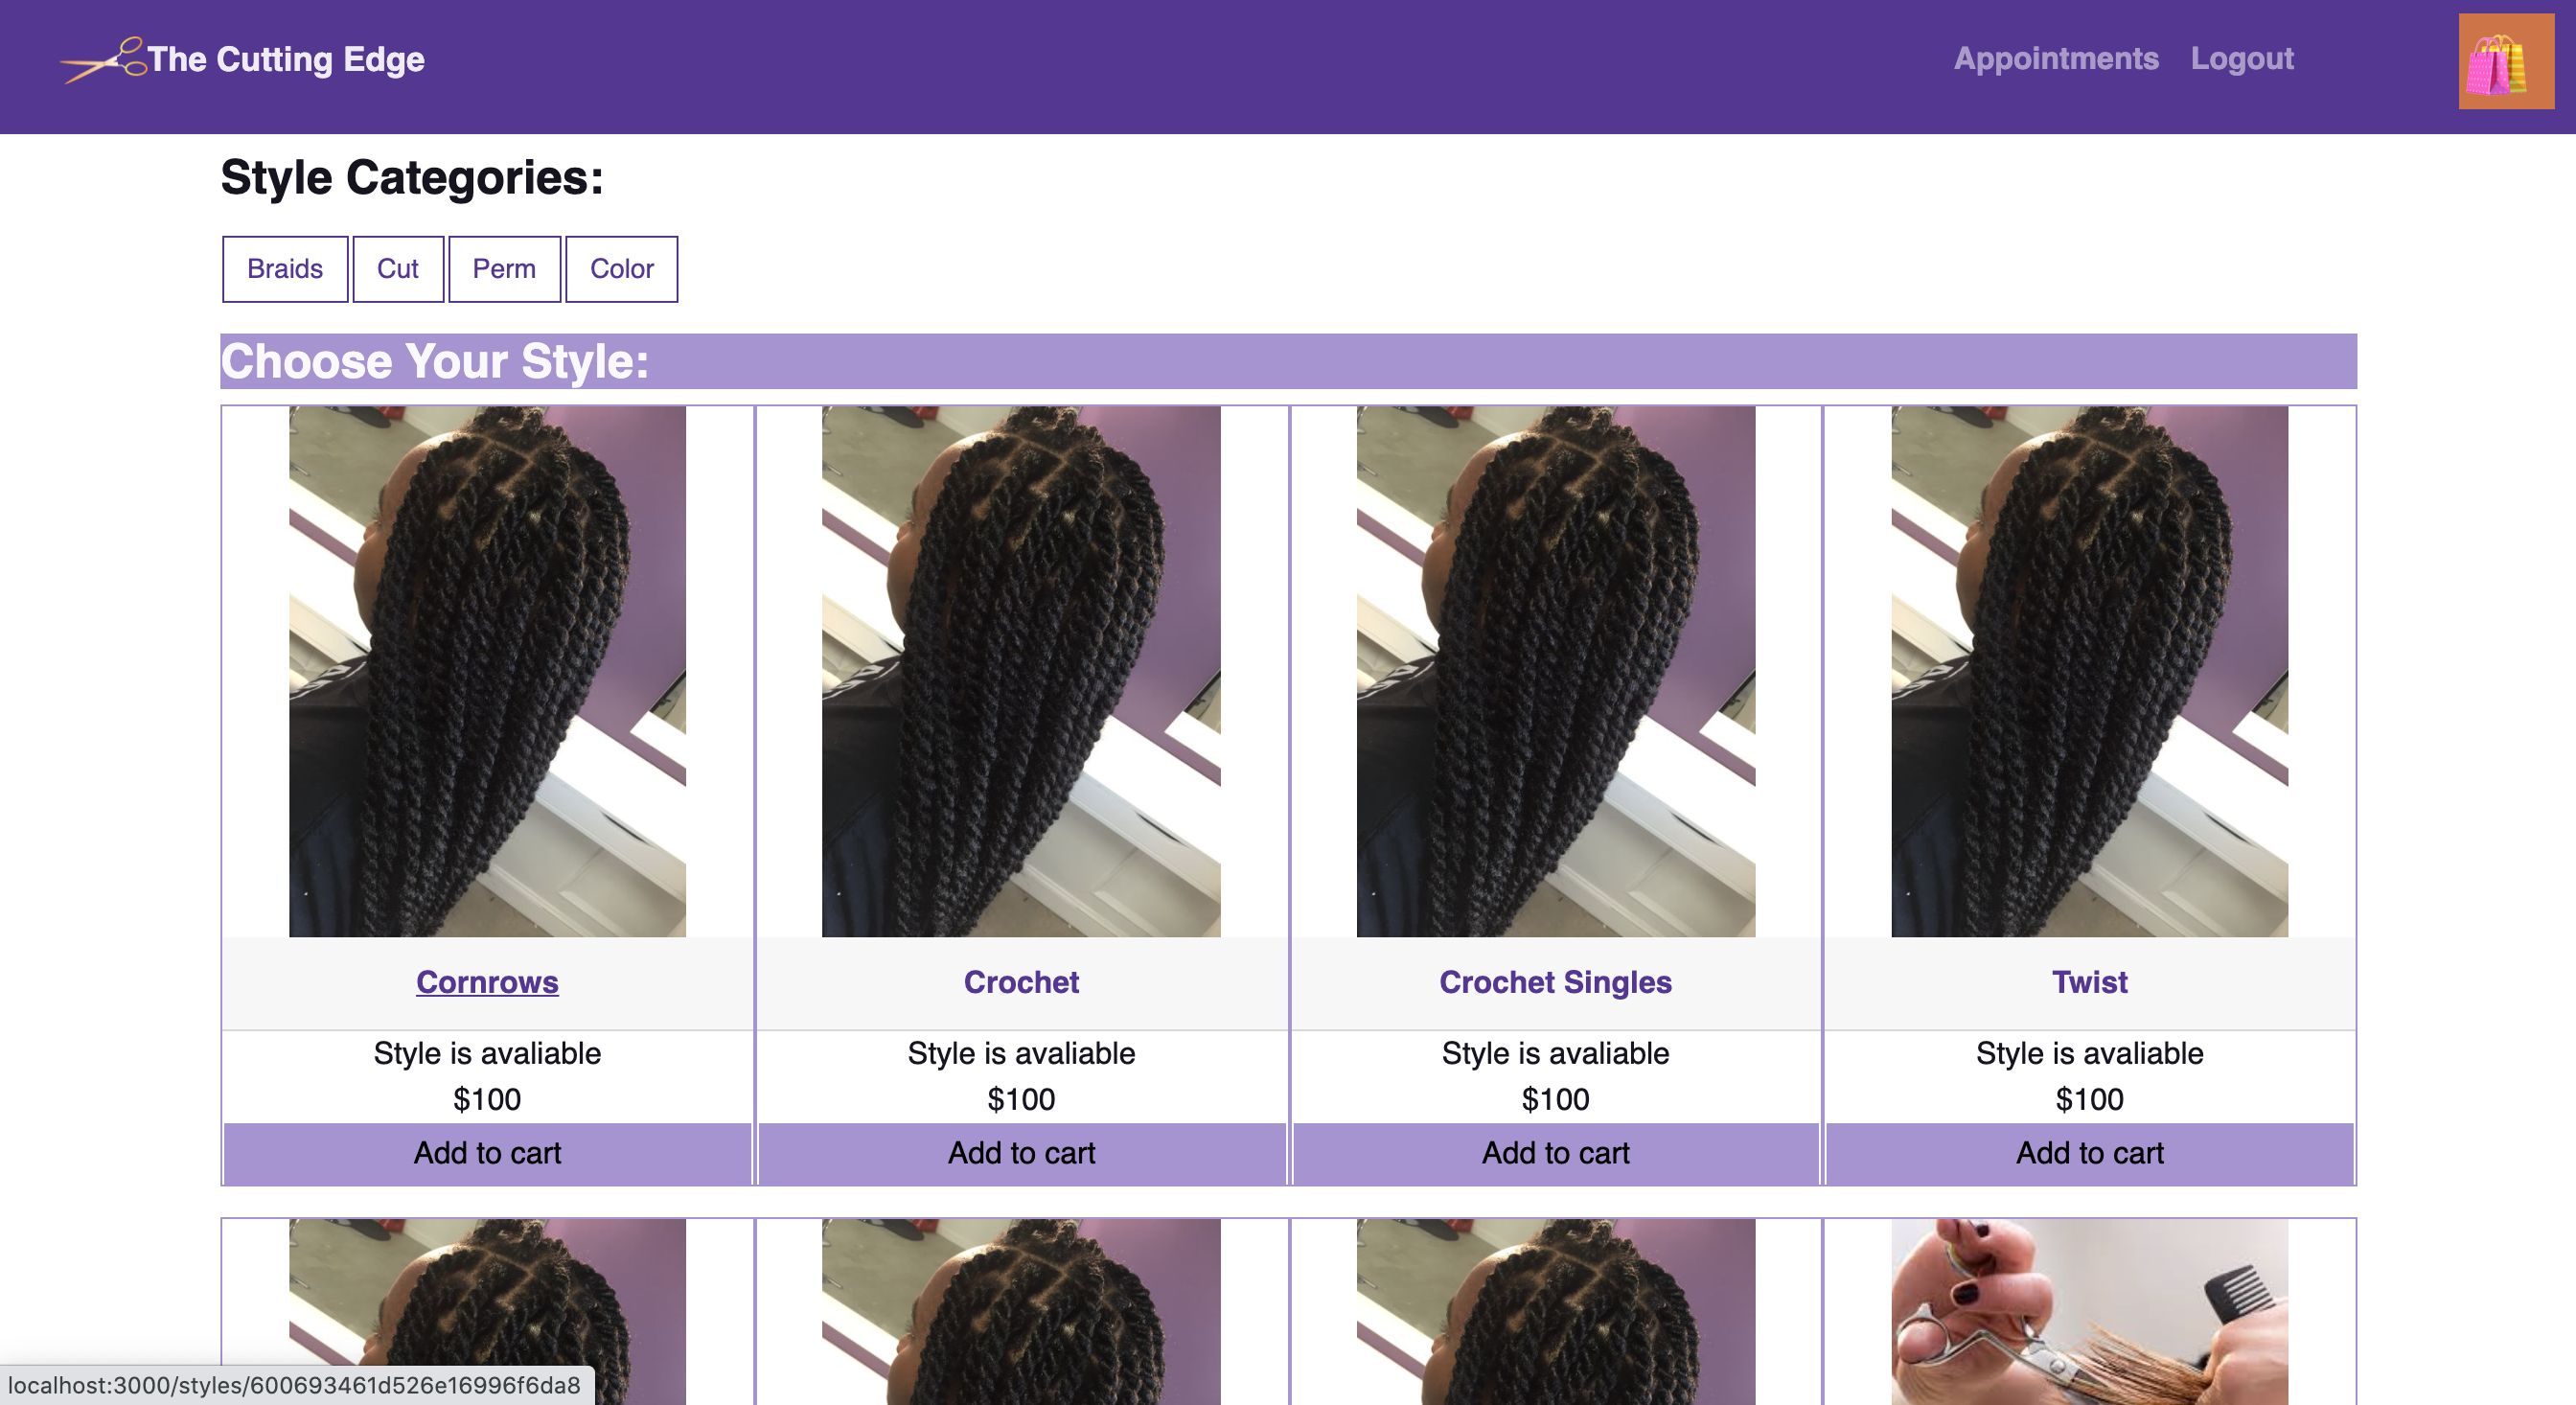 The Cutting Edge
Appointments Logout
Style Categories:
Braids Cut Perm Color
Choose Your Style:
Cornrows Crochet Crochet Singles Twist
Style is avaliable Style is avaliable Style is avaliable Style is avaliable
$100 $100 $100 $100
Add to cart Add to cart Add to cart Add to cart
localhost:3000/styles/600693461d526e16996f6da8